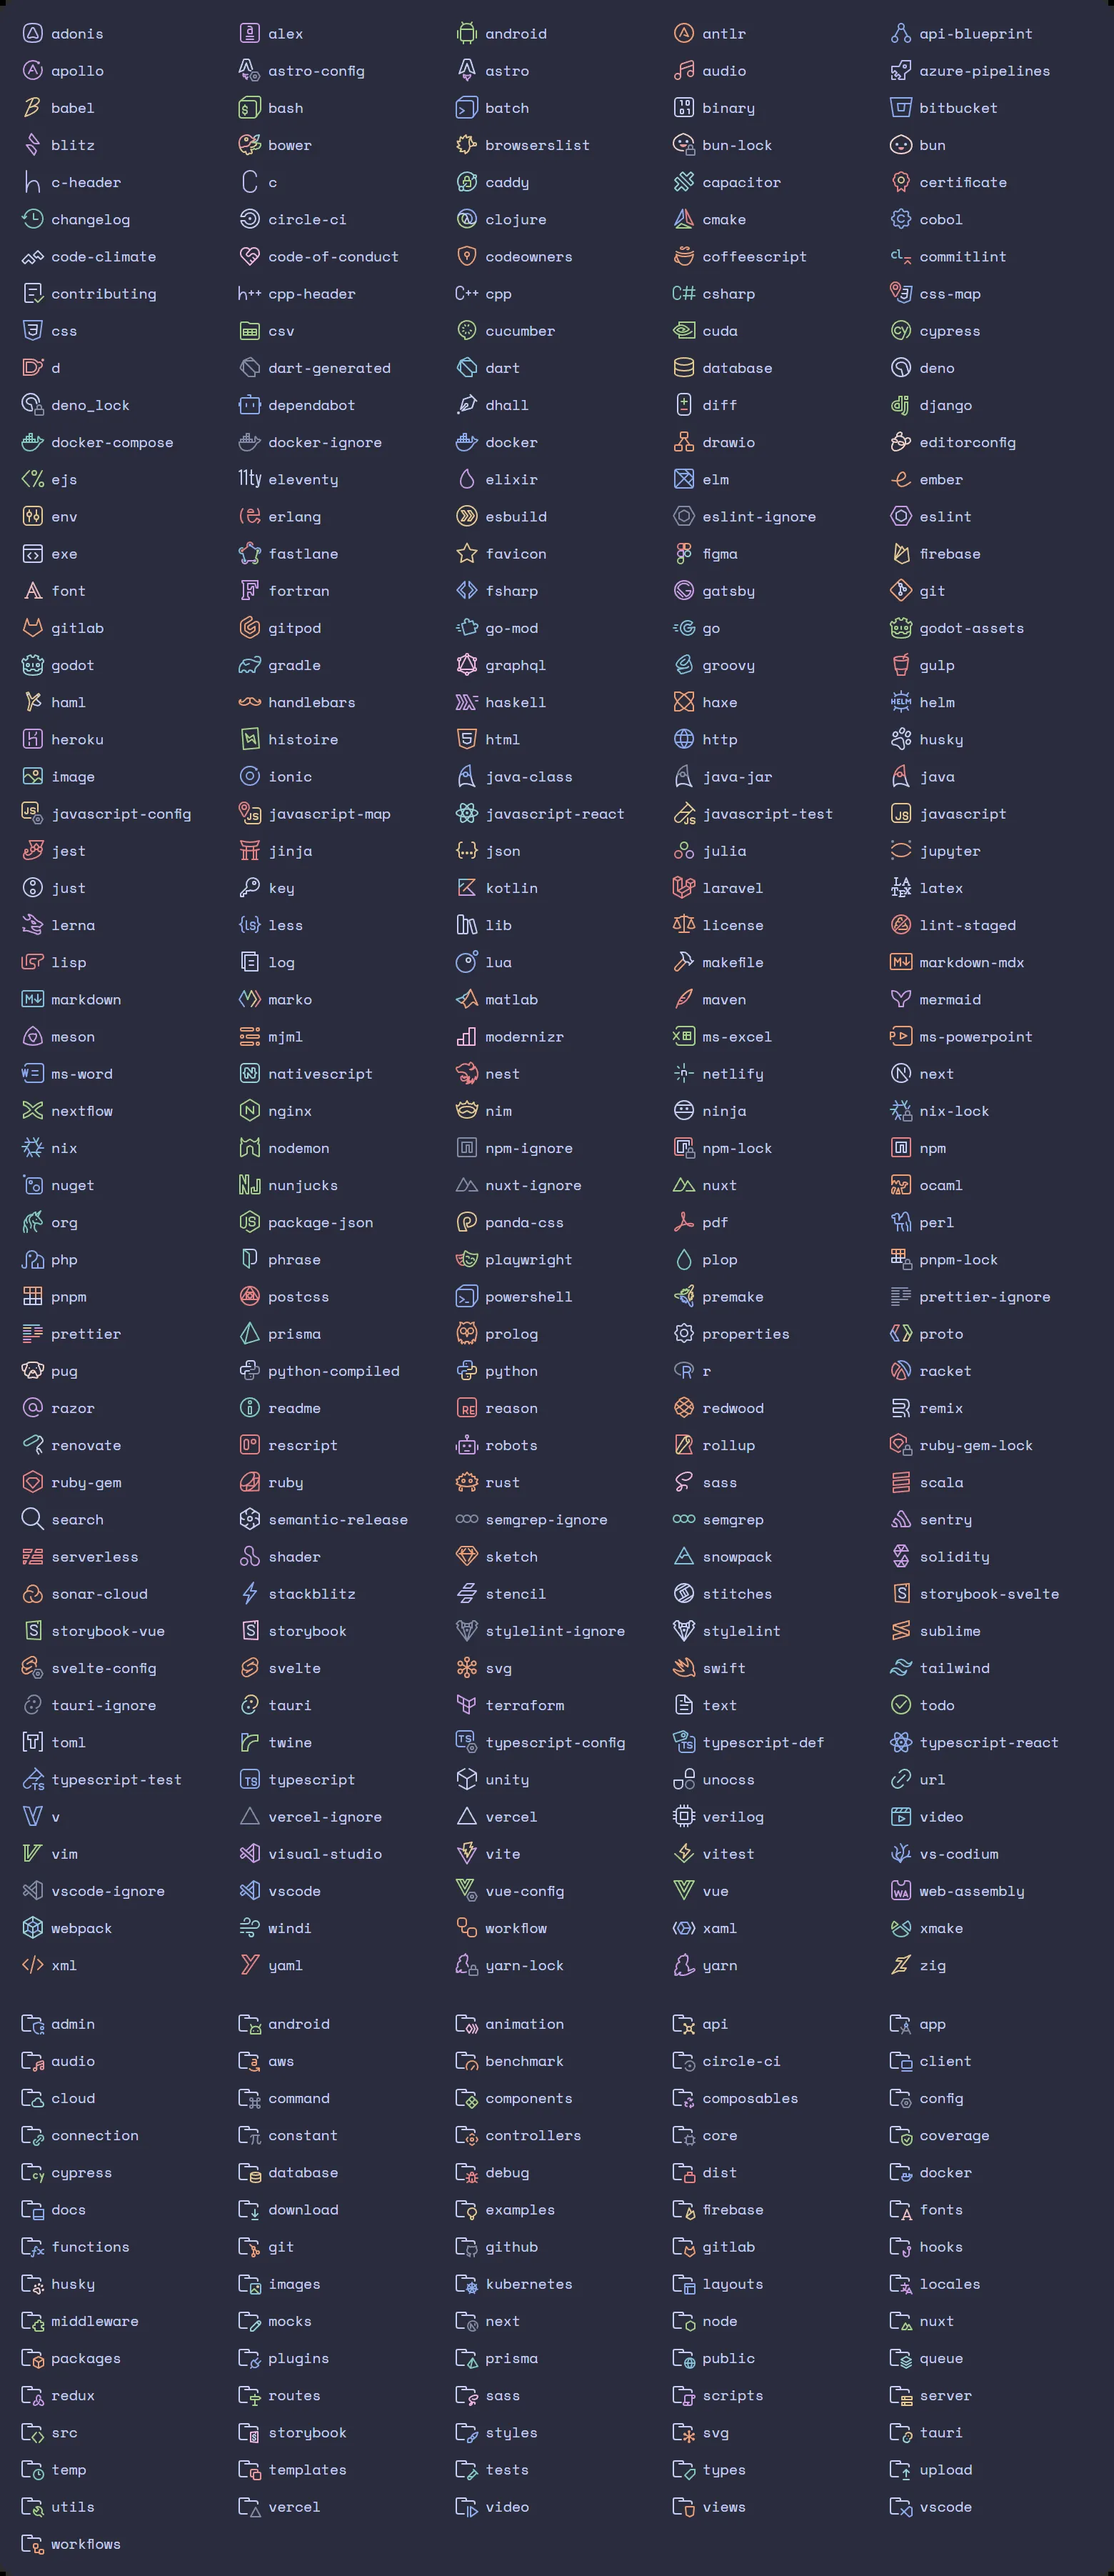 adonis alex android antlr api-blueprint
apollo astro-config astro audio azure-pipelines
babel bash batch binary bitbucket
blitz bower browserslist bun-lock bun
c-header c caddy capacitor certificate
changelog circle-ci clojure cmake cobol
code-climate code-of-conduct codeowners coffeescript commitlint
contributing cpp-header cpp csharp css-map
css csv cucumber cuda cypress
d dart-generated dart database deno
deno_lock dependabot dhall diff django
docker-compose docker-ignore docker drawio editorconfig
ejs eleventy elixir elm ember
env erlang esbuild eslint-ignore eslint
exe fastlane favicon figma firebase
font fortran fsharp gatsby git
gitlab gitpod go-mod go godot-assets
godot gradle graphql groovy gulp
haml handlebars haskell haxe helm
heroku histoire html http husky
image ionic java-class java-jar java
javascript-config javascript-map javascript-react javascript-test javascript
jest jinja json julia jupyter
just key kotlin laravel latex
lerna less lib license lint-staged
lisp log lua makefile markdown-mdx
markdown marko matlab maven mermaid
meson mjml modernizr ms-excel ms-powerpoint
ms-word nativescript nest netlify next
nextflow nginx nim ninja nix-lock
nix nodemon npm-ignore npm-lock npm
nuget nunjucks nuxt-ignore nuxt ocaml
org package-json panda-css pdf perl
php phrase playwright plop pnpm-lock
pnpm postcss powershell premake prettier-ignore
prettier prisma prolog properties proto
pug python-compiled python r racket
razor readme reason redwood remix
renovate rescript robots rollup ruby-gem-lock
ruby-gem ruby rust sass scala
search semantic-release semgrep-ignore semgrep sentry
serverless shader sketch snowpack solidity
sonar-cloud stackblitz stencil stitches storybook-svelte
storybook-vue storybook stylelint-ignore stylelint sublime
svelte-config svelte svg swift tailwind
tauri-ignore tauri terraform text todo
toml twine typescript-config typescript-def typescript-react
typescript-test typescript unity unocss url
v vercel-ignore vercel verilog video
vim visual-studio vite vitest vs-codium
vscode-ignore vscode vue-config vue web-assembly
webpack windi workflow xaml xmake
xml yaml yarn-lock yarn zig
admin android animation api app
audio aws benchmark circle-ci client
cloud command components composables config
connection constant controllers core coverage
cypress database debug dist docker
docs download examples firebase fonts
functions git github gitlab hooks
husky images kubernetes layouts locales
middleware mocks next node nuxt
packages plugins prisma public queue
redux routes sass scripts server
src storybook styles svg tauri
temp templates tests types upload
utils vercel video views vscode
workflows